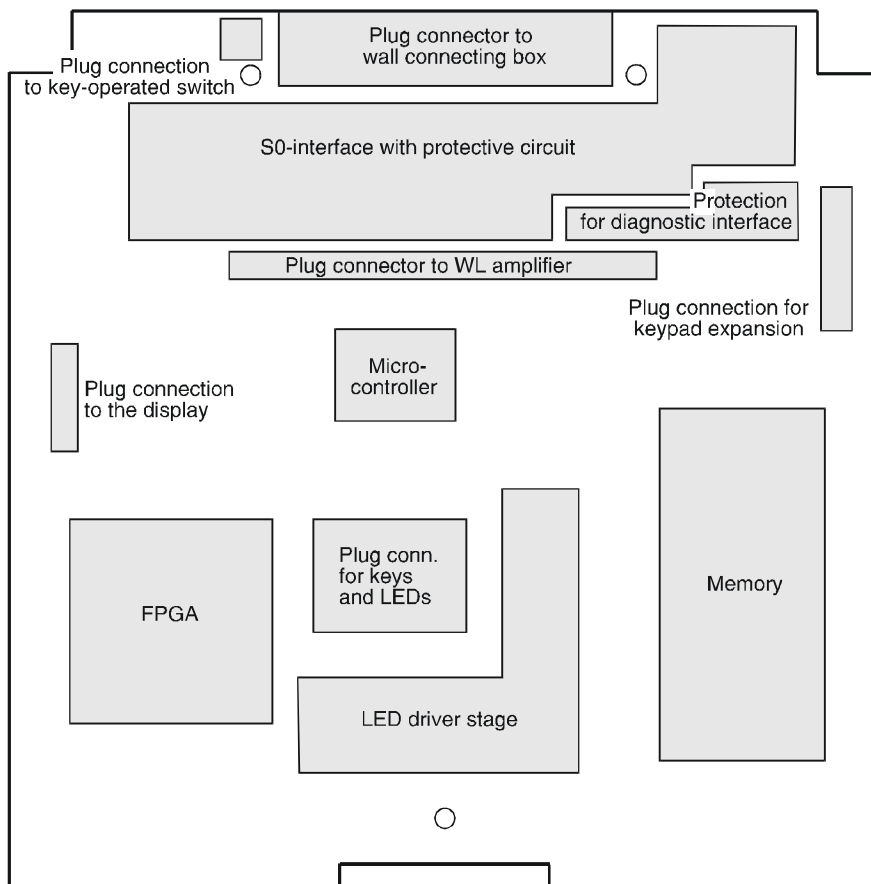 Plug connector to
wall connecting box
Plug connection
to key-operated switch
S0-interface with protective circuit
Protection
for diagnostic interface
Plug connector to WL amplifier
Plug connection for
keypad expansion
Micro-
controller
Plug connection
to the display
Plug conn.
for keys
and LEDs
FPGA
Memory
LED driver stage